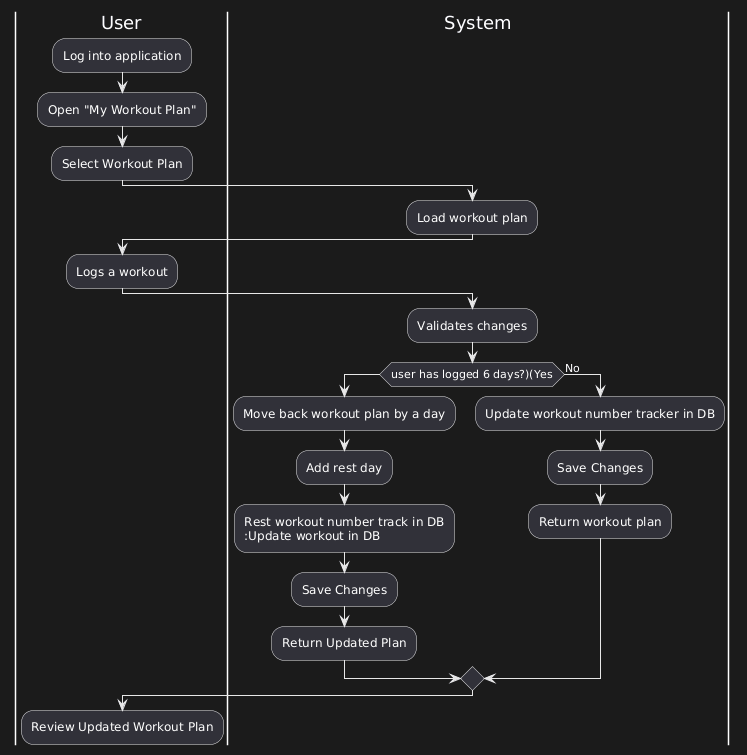 User
System
Log into application
Open "My Workout Plan"
Select Workout Plan
Load workout plan
Logs a workout
Validates changes
user has logged 6 days?)(Yes
No
Move back workout plan by a day
Update workout number tracker in DB
Add rest day
Save Changes
Rest workout number track in DB
:Update workout in DB
Return workout plan
Save Changes
Return Updated Plan
Review Updated Workout Plan